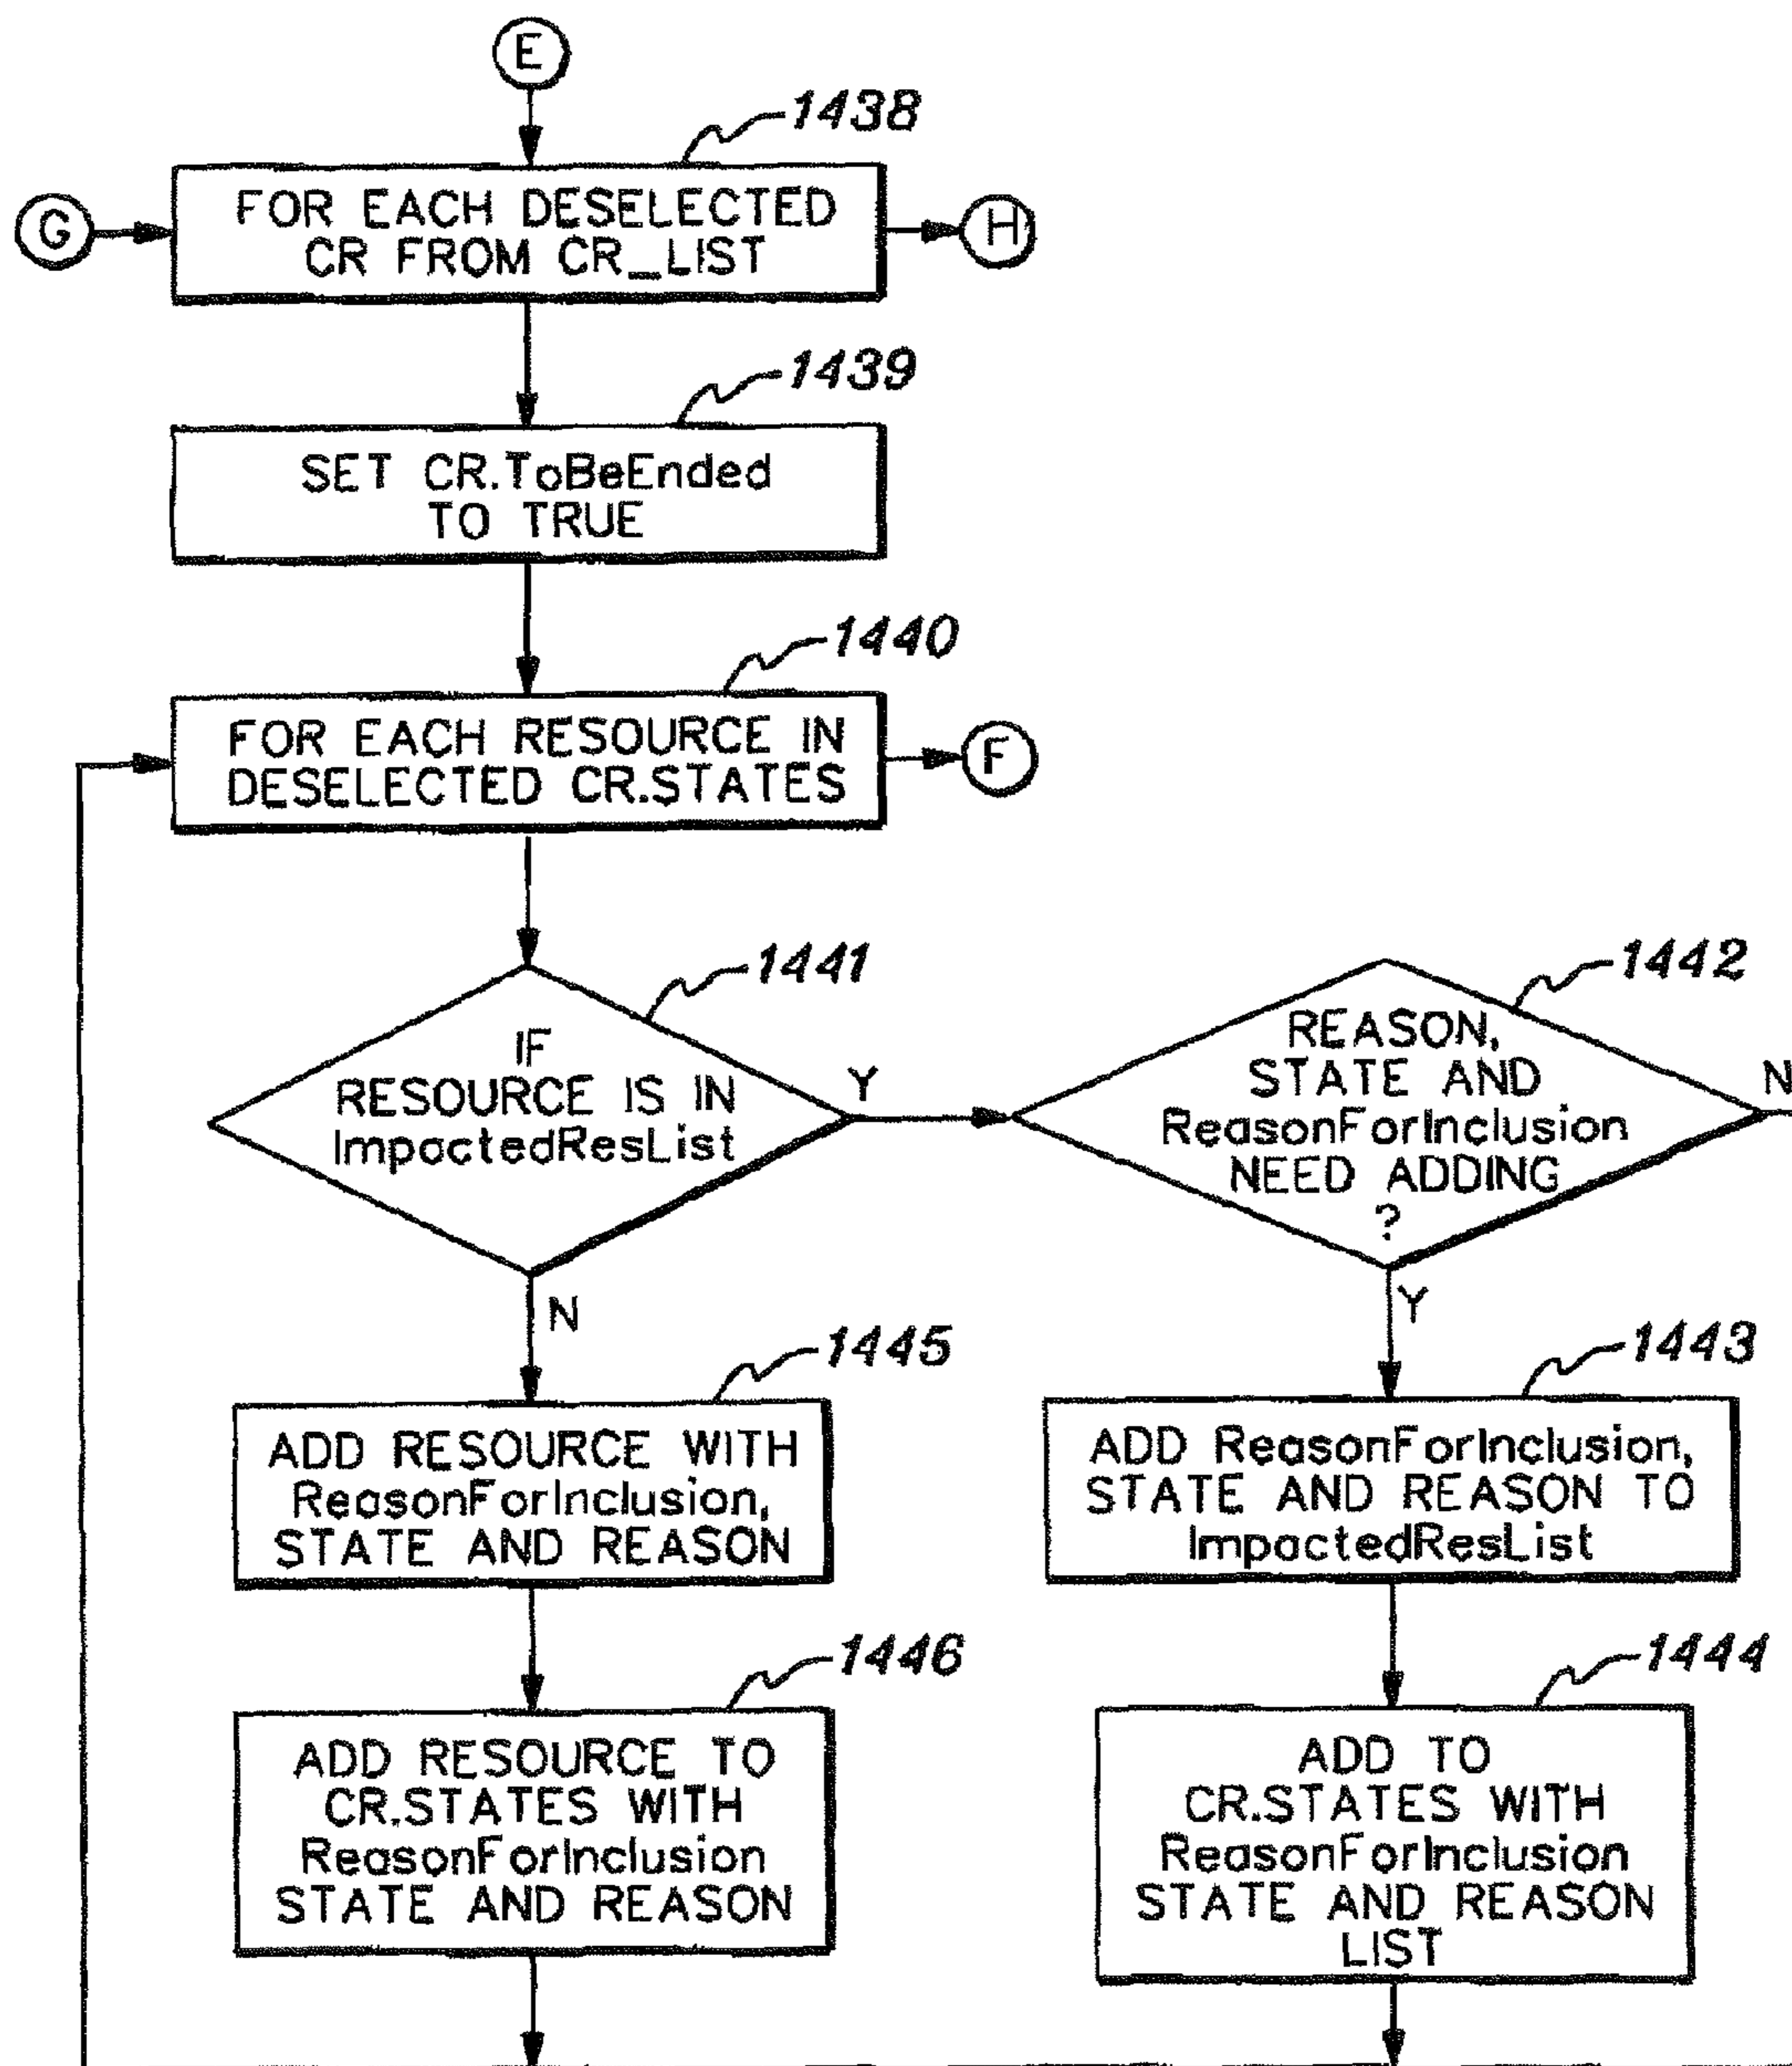 E
1438
G
FOR EACH DESELECTED
CR FROM CR_LIST
H
1439
SET CR.ToBeEnded
TO TRUE
1440
FOR EACH RESOURCE IN
DESELECTED CR.STATES
F
1441
IF
RESOURCE IS IN
ImpactedResList
Y
1442
REASON,
STATE AND
ReasonForInclusion
NEED ADDING
?
N
N
Y
1445
ADD RESOURCE WITH
ReasonForInclusion,
STATE AND REASON
1443
ADD ReasonForInclusion,
STATE AND REASON TO
ImpactedResList
1446
ADD RESOURCE TO
CR.STATES WITH
ReasonForInclusion
STATE AND REASON
1444
ADD TO
CR.STATES WITH
ReasonForInclusion
STATE AND REASON
LIST